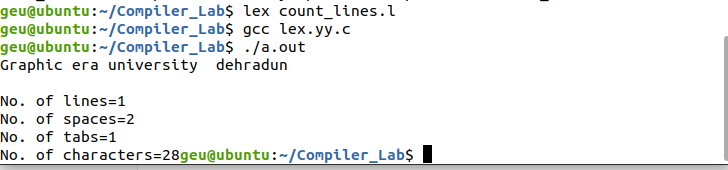 geu@ubuntu:~/Compiler_Lab$ lex count_lines.l
geu@ubuntu:~/Compiler_Lab$ gcc lex.yy.c
geu@ubuntu:~/Compiler_Lab$ ./a.out
Graphic era university  dehradun
No. of lines=1
No. of spaces=2
No. of tabs=1
No. of characters=28geu@ubuntu:~/Compiler_Lab$